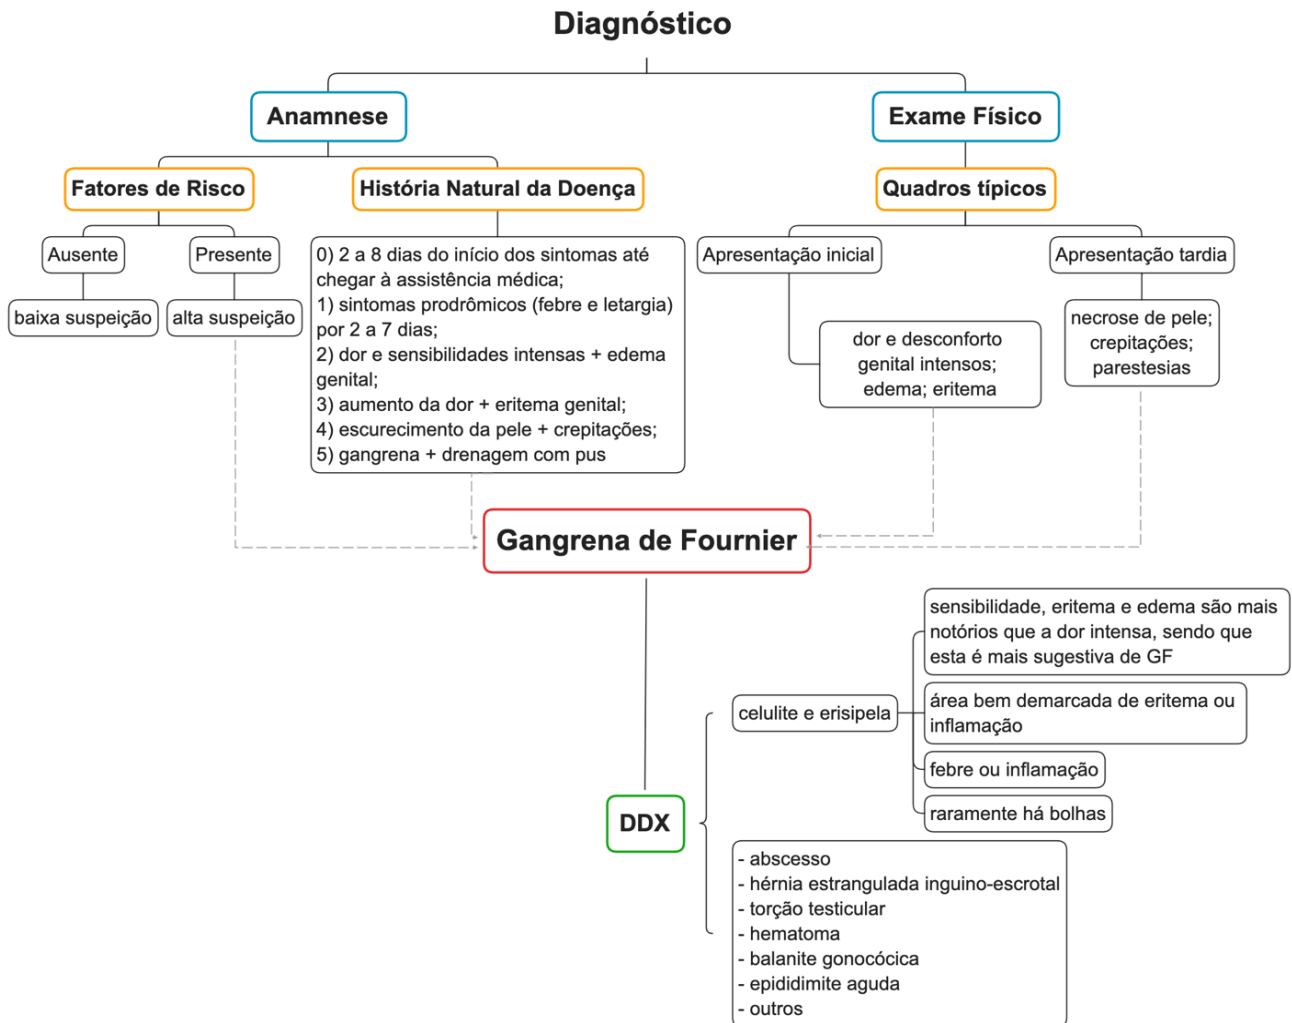 Diagnóstico
Anamnese
Exame Físico
Fatores de Risco
História Natural da Doença
Quadros típicos
Ausente
Presente
baixa suspeição
alta suspeição
0) 2 a 8 dias do início dos sintomas até
chegar à assistência médica;
1) sintomas prodrômicos (febre e letargia)
por 2 a 7 dias;
2) dor e sensibilidades intensas + edema
genital;
3) aumento da dor + eritema genital;
4) escurecimento da pele + crepitações;
5) gangrena + drenagem com pus
Apresentação inicial
Apresentação tardia
dor e desconforto
genital intensos;
edema; eritema
necrose de pele;
crepitações;
parestesias
Gangrena de Fournier
DDX
celulite e erisipela
sensibilidade, eritema e edema são mais
notórios que a dor intensa, sendo que
esta é mais sugestiva de GF
área bem demarcada de eritema ou
inflamação
febre ou inflamação
raramente há bolhas
- abscesso
- hérnia estrangulada inguino-escrotal
- torção testicular
- hematoma
- balanite gonocócica
- epididimite aguda
- outros